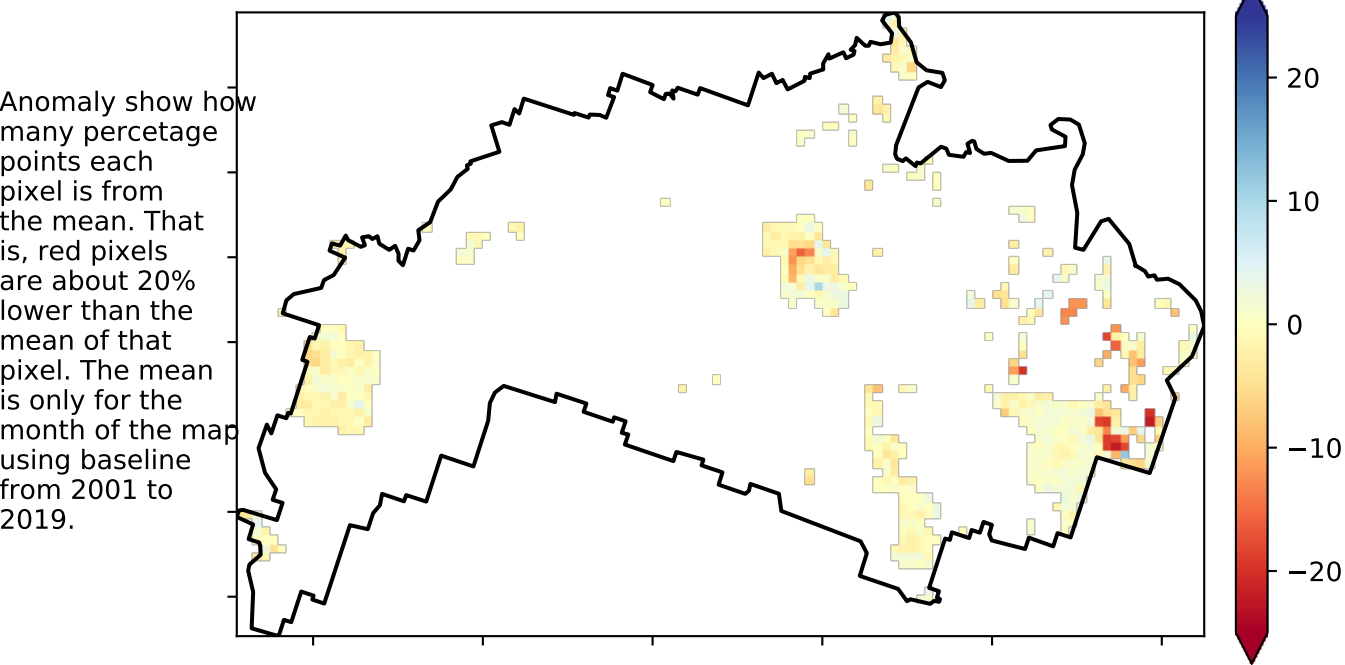 Anomaly show how
many percetage
points each
pixel is from
the mean. That
is, red pixels
are about 20%
lower than the
mean of that
pixel. The mean
is only for the
month of the map
using baseline
from 2001 to
2019.
20
10
0
−10
−20